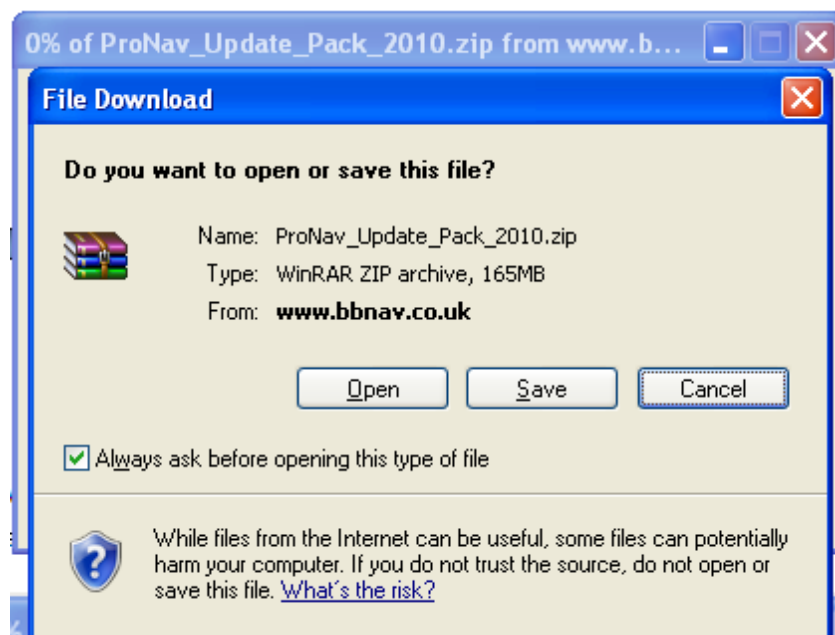 0% of ProNav_Update_Pack_2010.zip from www.b...
File Download
Do you want to open or save this file?
Name: ProNav_Update_Pack_2010.zip
Type: WinRAR ZIP archive, 165MB
From: www.bbnav.co.uk
Open Save Cancel
Always ask before opening this type of file
While files from the Internet can be useful, some files can potentially
harm your computer. If you do not trust the source, do not open or
save this file. What's the risk?